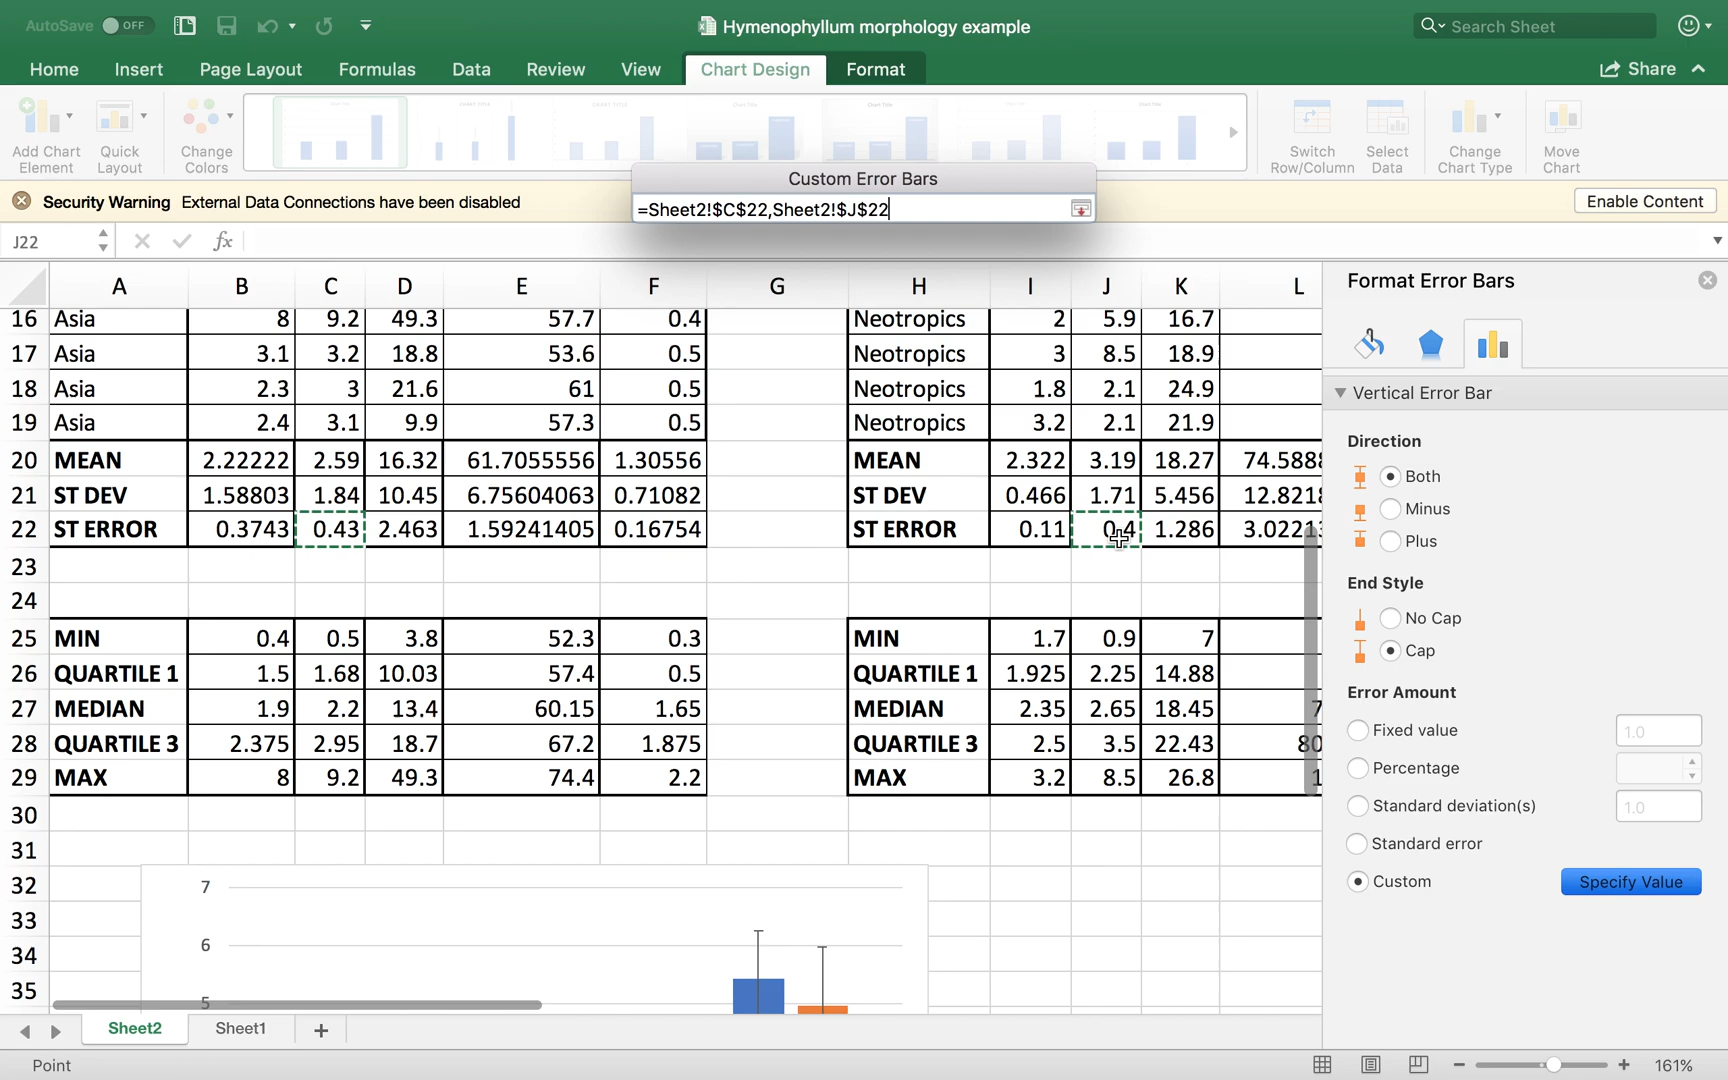 AutoSave OFF
Hymenophyllum morphology example
Search Sheet
Home Insert Page Layout Formulas Data Review View Chart Design Format
Share
Add Chart Element
Quick Layout
Change Colors
Switch Row/Column
Select Data
Change Chart Type
Move Chart
Custom Error Bars
=Sheet2!$C$22,Sheet2!$J$22
Security Warning External Data Connections have been disabled
Enable Content
J22
fx
A B C D E F G H I J K L
16 Asia 8 9.2 49.3 57.7 0.4 Neotropics 2 5.9 16.7
17 Asia 3.1 3.2 18.8 53.6 0.5 Neotropics 3 8.5 18.9
18 Asia 2.3 3 21.6 61 0.5 Neotropics 1.8 2.1 24.9
19 Asia 2.4 3.1 9.9 57.3 0.5 Neotropics 3.2 2.1 21.9
20 MEAN 2.22222 2.59 16.32 61.7055556 1.30556 MEAN 2.322 3.19 18.27 74.588
21 ST DEV 1.58803 1.84 10.45 6.75604063 0.71082 ST DEV 0.466 1.71 5.456 12.821
22 ST ERROR 0.3743 0.43 2.463 1.59241405 0.16754 ST ERROR 0.11 0.4 1.286 3.0221
23
24
25 MIN 0.4 0.5 3.8 52.3 0.3 MIN 1.7 0.9 7
26 QUARTILE 1 1.5 1.68 10.03 57.4 0.5 QUARTILE 1 1.925 2.25 14.88
27 MEDIAN 1.9 2.2 13.4 60.15 1.65 MEDIAN 2.35 2.65 18.45 7
28 QUARTILE 3 2.375 2.95 18.7 67.2 1.875 QUARTILE 3 2.5 3.5 22.43 80
29 MAX 8 9.2 49.3 74.4 2.2 MAX 3.2 8.5 26.8 1
30
31
32
33
34
35
7
6
5
Format Error Bars
Vertical Error Bar
Direction
Both
Minus
Plus
End Style
No Cap
Cap
Error Amount
Fixed value 1.0
Percentage
Standard deviation(s) 1.0
Standard error
Custom Specify Value
Sheet2 Sheet1
Point
161%